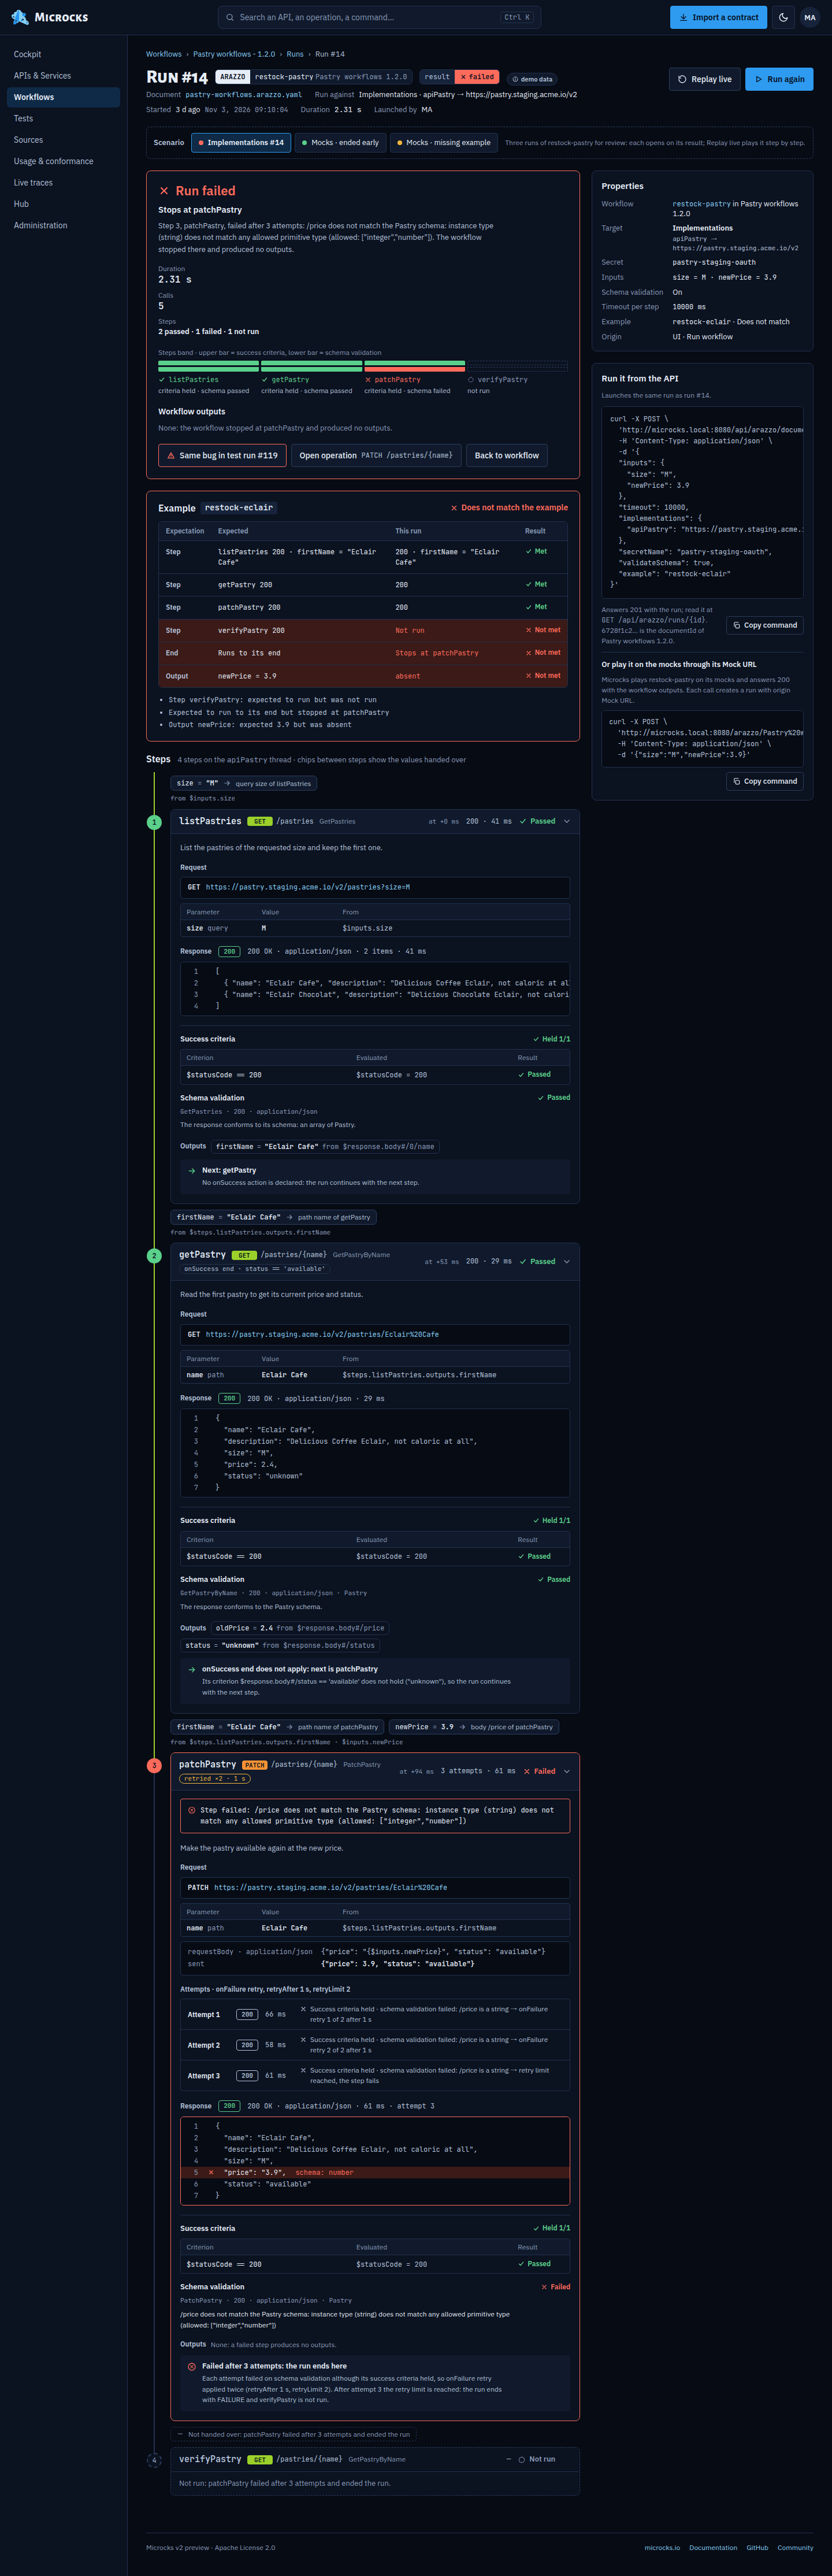 MICROCKS
Search an API, an operation, a command...
Ctrl K
Import a contract
MA
Cockpit
APIs & Services
Workflows
Tests
Sources
Usage & conformance
Live traces
Hub
Administration
Workflows › Pastry workflows - 1.2.0 › Runs › Run #14
RUN #14 ARAZZO restock-pastry Pastry workflows 1.2.0 result × failed demo data
Replay live
Run again
Document pastry-workflows.arazzo.yaml Run against Implementations · apiPastry → https://pastry.staging.acme.io/v2
Started 3 d ago Nov 3, 2026 09:10:04 Duration 2.31 s Launched by MA
Scenario Implementations #14 Mocks · ended early Mocks · missing example Three runs of restock-pastry for review: each opens on its result; Replay live plays it step by step.
Run failed
Stops at patchPastry
Step 3, patchPastry, failed after 3 attempts: /price does not match the Pastry schema: instance type
(string) does not match any allowed primitive type (allowed: ["integer","number"]). The workflow
stopped there and produced no outputs.
Duration
2.31 s
Calls
5
Steps
2 passed · 1 failed · 1 not run
Steps band · upper bar = success criteria, lower bar = schema validation
listPastries
criteria held · schema passed
getPastry
criteria held · schema passed
patchPastry
criteria held · schema failed
verifyPastry
not run
Workflow outputs
None: the workflow stopped at patchPastry and produced no outputs.
Same bug in test run #119
Open operation PATCH /pastries/{name}
Back to workflow
Example restock-eclair
Does not match the example
Expectation Expected This run Result
Step listPastries 200 · firstName = "Eclair Cafe" 200 · firstName = "Eclair Cafe" Met
Step getPastry 200 200 Met
Step patchPastry 200 200 Met
Step verifyPastry 200 Not run Not met
End Runs to its end Stops at patchPastry Not met
Output newPrice = 3.9 absent Not met
• Step verifyPastry: expected to run but was not run
• Expected to run to its end but stopped at patchPastry
• Output newPrice: expected 3.9 but was absent
Properties
Workflow restock-pastry in Pastry workflows 1.2.0
Target Implementations
apiPastry →
https://pastry.staging.acme.io/v2
Secret pastry-staging-oauth
Inputs size = M · newPrice = 3.9
Schema validation On
Timeout per step 10000 ms
Example restock-eclair · Does not match
Origin UI · Run workflow
Run it from the API
Launches the same run as run #14.
curl -X POST \
'http://microcks.local:8080/api/arazzo/docume
-H 'Content-Type: application/json' \
-d '{
"inputs": {
"size": "M",
"newPrice": 3.9
},
"timeout": 10000,
"implementations": {
"apiPastry": "https://pastry.staging.acme.i
},
"secretName": "pastry-staging-oauth",
"validateSchema": true,
"example": "restock-eclair"
}'
Answers 201 with the run; read it at
GET /api/arazzo/runs/{id}.
6728f1c2… is the documentId of
Pastry workflows 1.2.0.
Copy command
Or play it on the mocks through its Mock URL
Microcks plays restock-pastry on its mocks and answers 200
with the workflow outputs. Each call creates a run with origin
Mock URL.
curl -X POST \
'http://microcks.local:8080/arazzo/Pastry%20w
-H 'Content-Type: application/json' \
-d '{"size":"M","newPrice":3.9}'
Copy command
Steps 4 steps on the apiPastry thread · chips between steps show the values handed over
size = "M" → query size of listPastries
from $inputs.size
1
listPastries GET /pastries GetPastries at +0 ms 200 · 41 ms Passed
List the pastries of the requested size and keep the first one.
Request
GET https://pastry.staging.acme.io/v2/pastries?size=M
Parameter Value From
size query M $inputs.size
Response 200 200 OK · application/json · 2 items · 41 ms
1 [
2 { "name": "Eclair Cafe", "description": "Delicious Coffee Eclair, not caloric at al
3 { "name": "Eclair Chocolat", "description": "Delicious Chocolate Eclair, not calori
4 ]
Success criteria Held 1/1
Criterion Evaluated Result
$statusCode == 200 $statusCode = 200 Passed
Schema validation Passed
GetPastries · 200 · application/json
The response conforms to its schema: an array of Pastry.
Outputs firstName = "Eclair Cafe" from $response.body#/0/name
Next: getPastry
No onSuccess action is declared: the run continues with the next step.
firstName = "Eclair Cafe" → path name of getPastry
from $steps.listPastries.outputs.firstName
2
getPastry GET /pastries/{name} GetPastryByName at +53 ms 200 · 29 ms Passed
onSuccess end · status == 'available'
Read the first pastry to get its current price and status.
Request
GET https://pastry.staging.acme.io/v2/pastries/Eclair%20Cafe
Parameter Value From
name path Eclair Cafe $steps.listPastries.outputs.firstName
Response 200 200 OK · application/json · 29 ms
1 {
2 "name": "Eclair Cafe",
3 "description": "Delicious Coffee Eclair, not caloric at all",
4 "size": "M",
5 "price": 2.4,
6 "status": "unknown"
7 }
Success criteria Held 1/1
Criterion Evaluated Result
$statusCode == 200 $statusCode = 200 Passed
Schema validation Passed
GetPastryByName · 200 · application/json · Pastry
The response conforms to the Pastry schema.
Outputs oldPrice = 2.4 from $response.body#/price
status = "unknown" from $response.body#/status
onSuccess end does not apply: next is patchPastry
Its criterion $response.body#/status == 'available' does not hold ("unknown"), so the run continues
with the next step.
firstName = "Eclair Cafe" → path name of patchPastry newPrice = 3.9 → body /price of patchPastry
from $steps.listPastries.outputs.firstName · $inputs.newPrice
3
patchPastry PATCH /pastries/{name} PatchPastry at +94 ms 3 attempts · 61 ms Failed
retried ×2 · 1 s
Step failed: /price does not match the Pastry schema: instance type (string) does not
match any allowed primitive type (allowed: ["integer","number"])
Make the pastry available again at the new price.
Request
PATCH https://pastry.staging.acme.io/v2/pastries/Eclair%20Cafe
Parameter Value From
name path Eclair Cafe $steps.listPastries.outputs.firstName
requestBody · application/json {"price": "{$inputs.newPrice}", "status": "available"}
sent {"price": 3.9, "status": "available"}
Attempts · onFailure retry, retryAfter 1 s, retryLimit 2
Attempt 1 200 66 ms Success criteria held · schema validation failed: /price is a string → onFailure
retry 1 of 2 after 1 s
Attempt 2 200 58 ms Success criteria held · schema validation failed: /price is a string → onFailure
retry 2 of 2 after 1 s
Attempt 3 200 61 ms Success criteria held · schema validation failed: /price is a string → retry limit
reached, the step fails
Response 200 200 OK · application/json · 61 ms · attempt 3
1 {
2 "name": "Eclair Cafe",
3 "description": "Delicious Coffee Eclair, not caloric at all",
4 "size": "M",
5 × "price": "3.9", schema: number
6 "status": "available"
7 }
Success criteria Held 1/1
Criterion Evaluated Result
$statusCode == 200 $statusCode = 200 Passed
Schema validation Failed
PatchPastry · 200 · application/json · Pastry
/price does not match the Pastry schema: instance type (string) does not match any allowed primitive type
(allowed: ["integer","number"])
Outputs None: a failed step produces no outputs.
Failed after 3 attempts: the run ends here
Each attempt failed on schema validation although its success criteria held, so onFailure retry
applied twice (retryAfter 1 s, retryLimit 2). After attempt 3 the retry limit is reached: the run ends
with FAILURE and verifyPastry is not run.
— Not handed over: patchPastry failed after 3 attempts and ended the run
4
verifyPastry GET /pastries/{name} GetPastryByName — Not run
Not run: patchPastry failed after 3 attempts and ended the run.
Microcks v2 preview · Apache License 2.0
microcks.io Documentation GitHub Community